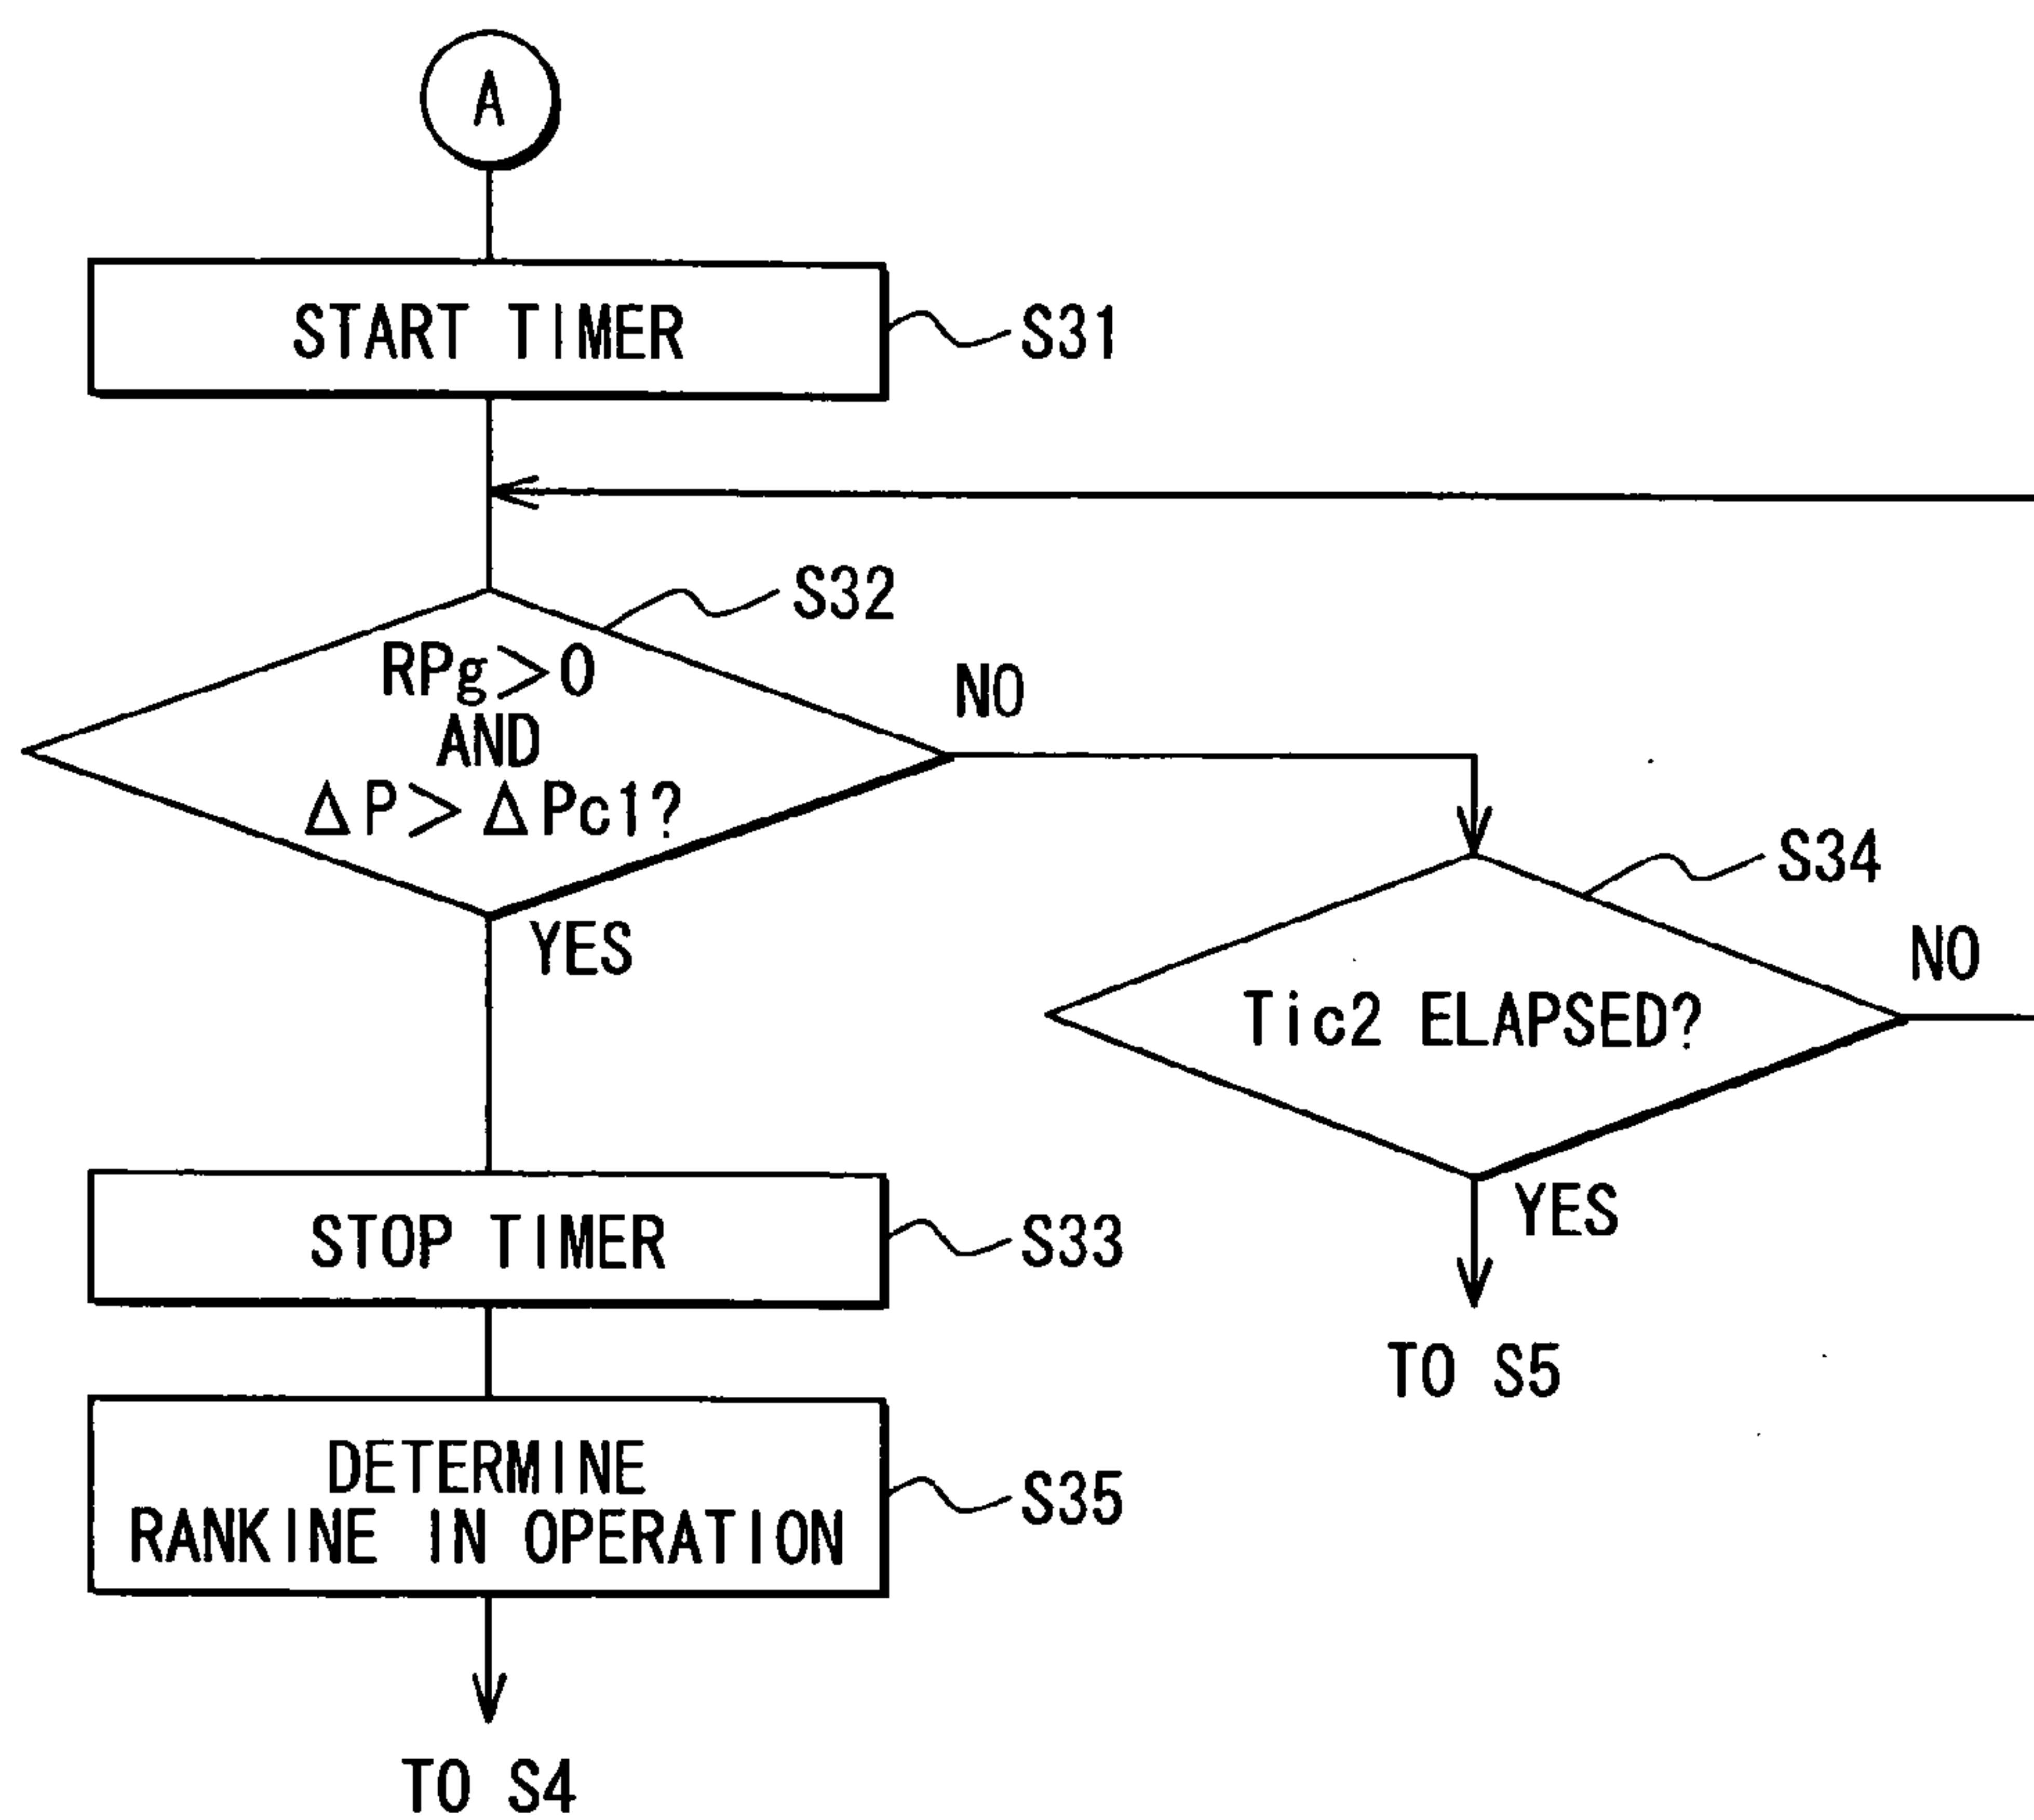 A
START TIMER
S31
S32
RPg>0
AND
ΔP>ΔPc1?
NO
YES
S34
Tic2 ELAPSED?
NO
YES
TO S5
STOP TIMER
S33
DETERMINE
RANKINE IN OPERATION
S35
TO S4